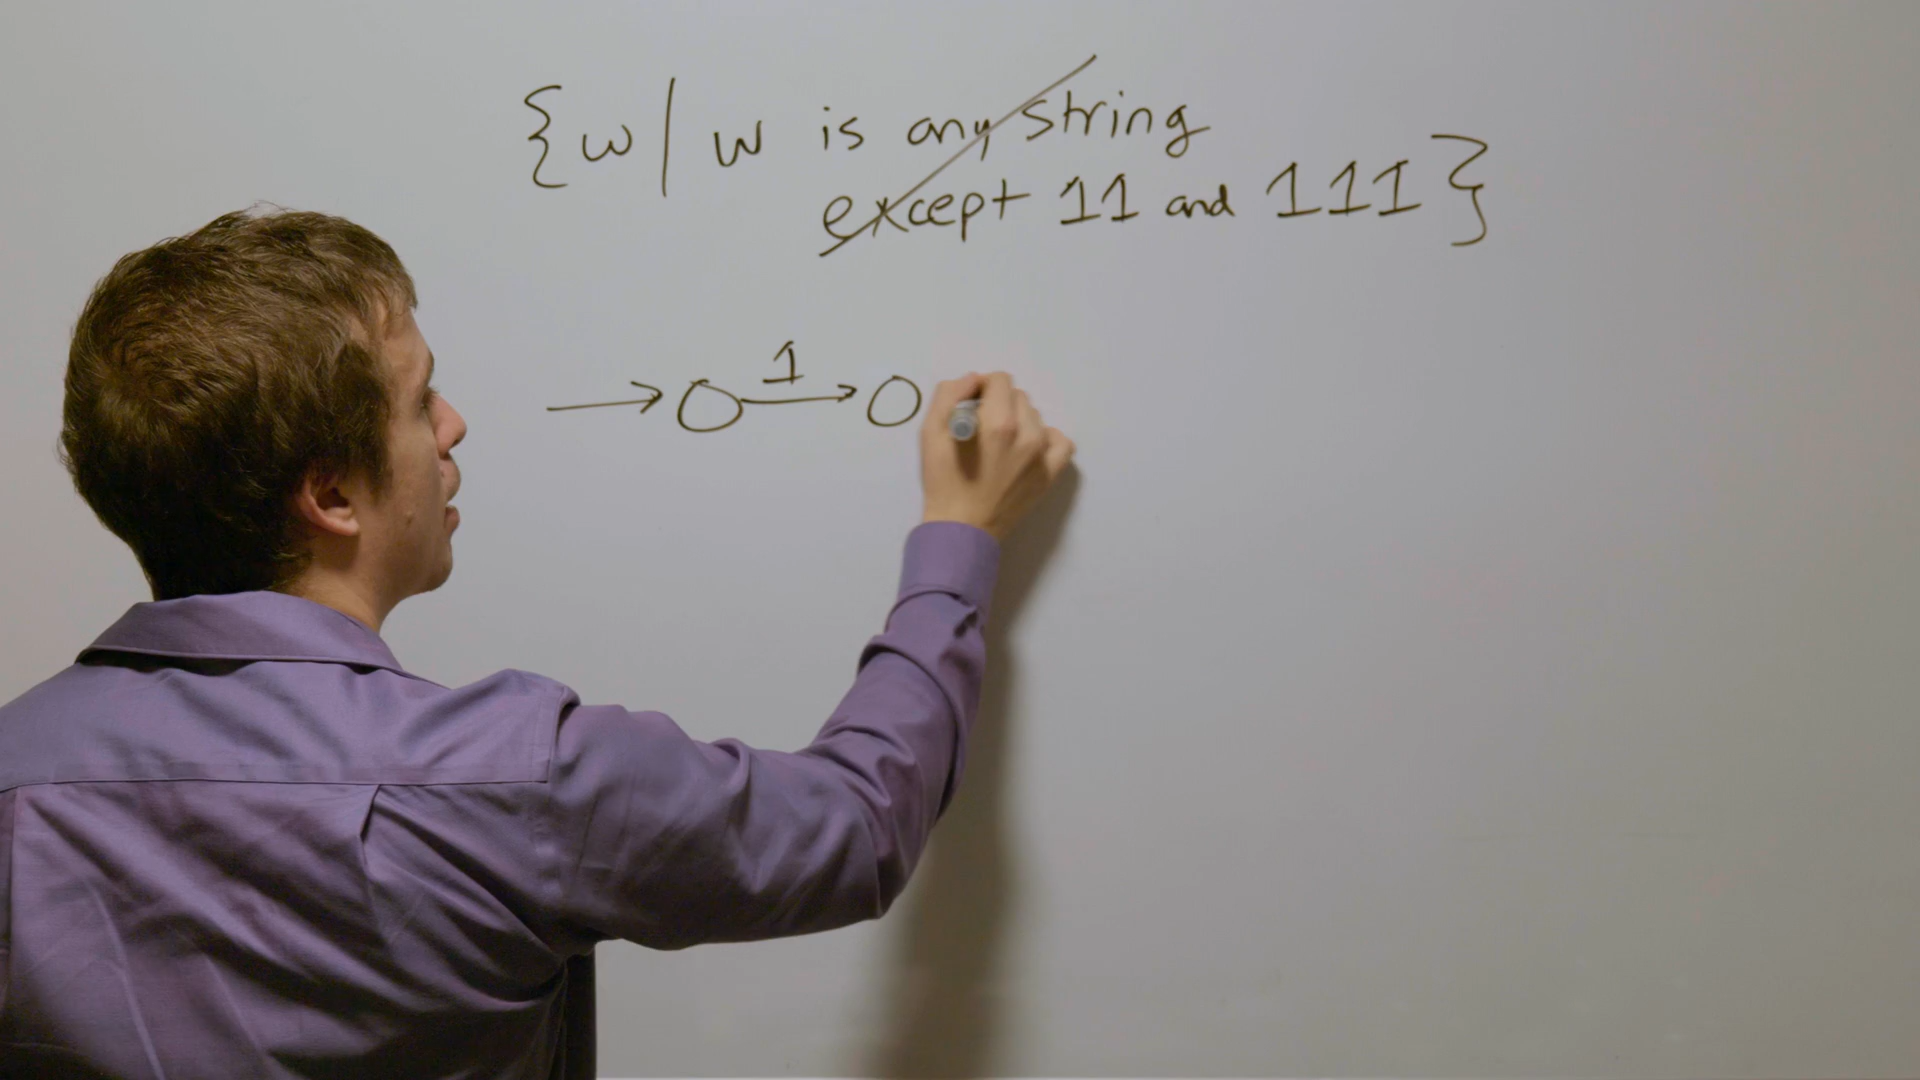 {w | w is any string
except 11 and 111}
1